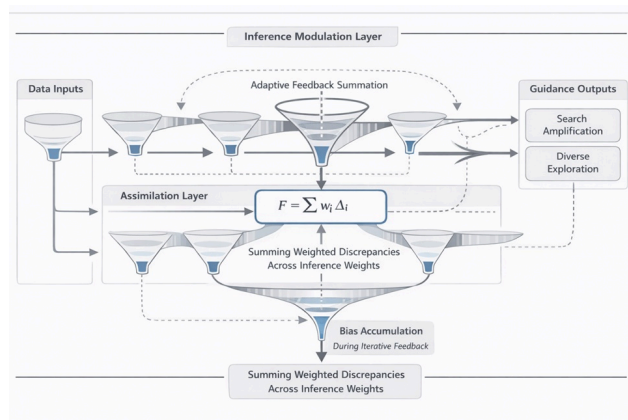 Inference Modulation Layer
Data Inputs
Adaptive Feedback Summation
Guidance Outputs
Search
Amplification
Diverse
Exploration
Assimilation Layer
F = ∑ wᵢ Δᵢ
Summing Weighted Discrepancies
Across Inference Weights
Bias Accumulation
During Iterative Feedback
Summing Weighted Discrepancies
Across Inference Weights